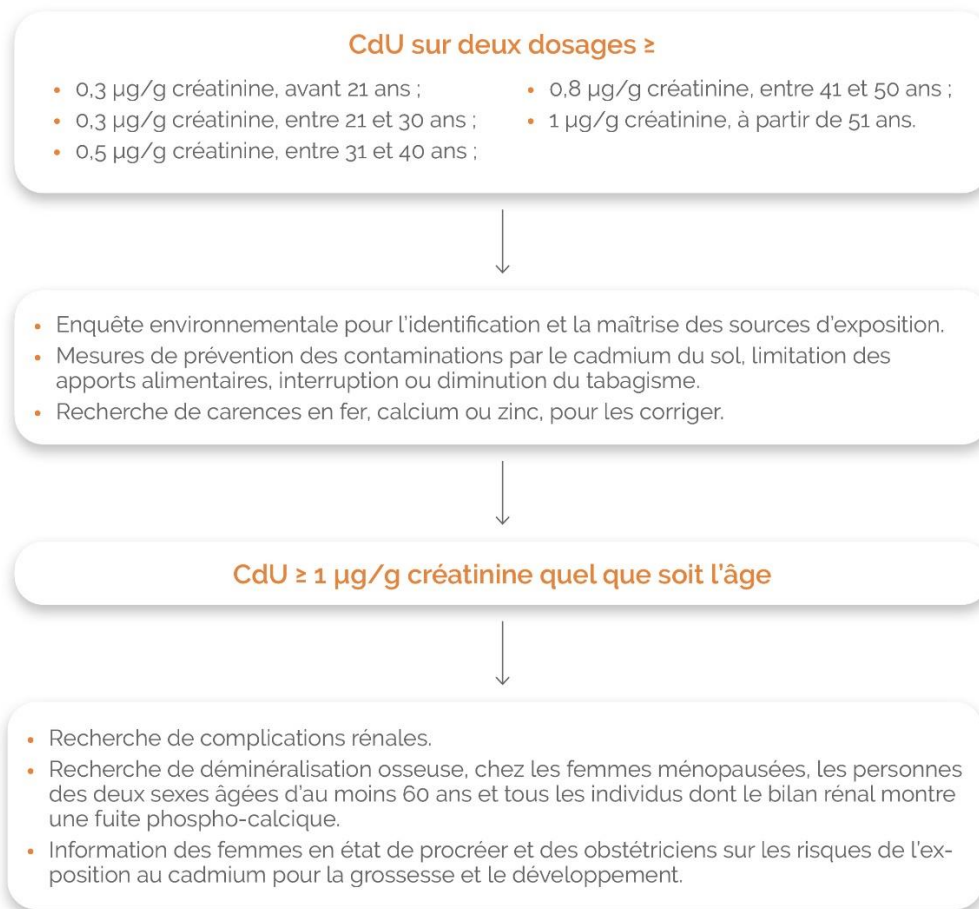 CdU sur deux dosages ≥
• 0,3 µg/g créatinine, avant 21 ans ;
• 0,3 µg/g créatinine, entre 21 et 30 ans ;
• 0,5 µg/g créatinine, entre 31 et 40 ans ;
• 0,8 µg/g créatinine, entre 41 et 50 ans ;
• 1 µg/g créatinine, à partir de 51 ans.
• Enquête environnementale pour l'identification et la maîtrise des sources d'exposition.
• Mesures de prévention des contaminations par le cadmium du sol, limitation des
apports alimentaires, interruption ou diminution du tabagisme.
• Recherche de carences en fer, calcium ou zinc, pour les corriger.
CdU ≥ 1 µg/g créatinine quel que soit l'âge
• Recherche de complications rénales.
• Recherche de déminéralisation osseuse, chez les femmes ménopausées, les personnes
des deux sexes âgées d'au moins 60 ans et tous les individus dont le bilan rénal montre
une fuite phospho-calcique.
• Information des femmes en état de procréer et des obstétriciens sur les risques de l'ex-
position au cadmium pour la grossesse et le développement.